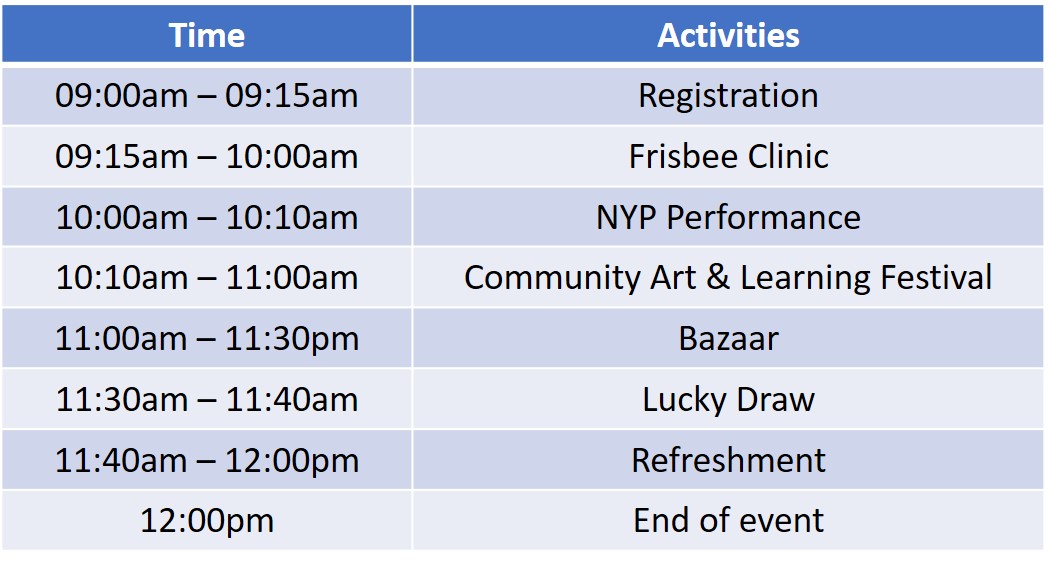 Time Activities
09:00am – 09:15am Registration
09:15am – 10:00am Frisbee Clinic
10:00am – 10:10am NYP Performance
10:10am – 11:00am Community Art & Learning Festival
11:00am – 11:30pm Bazaar
11:30am – 11:40am Lucky Draw
11:40am – 12:00pm Refreshment
12:00pm End of event